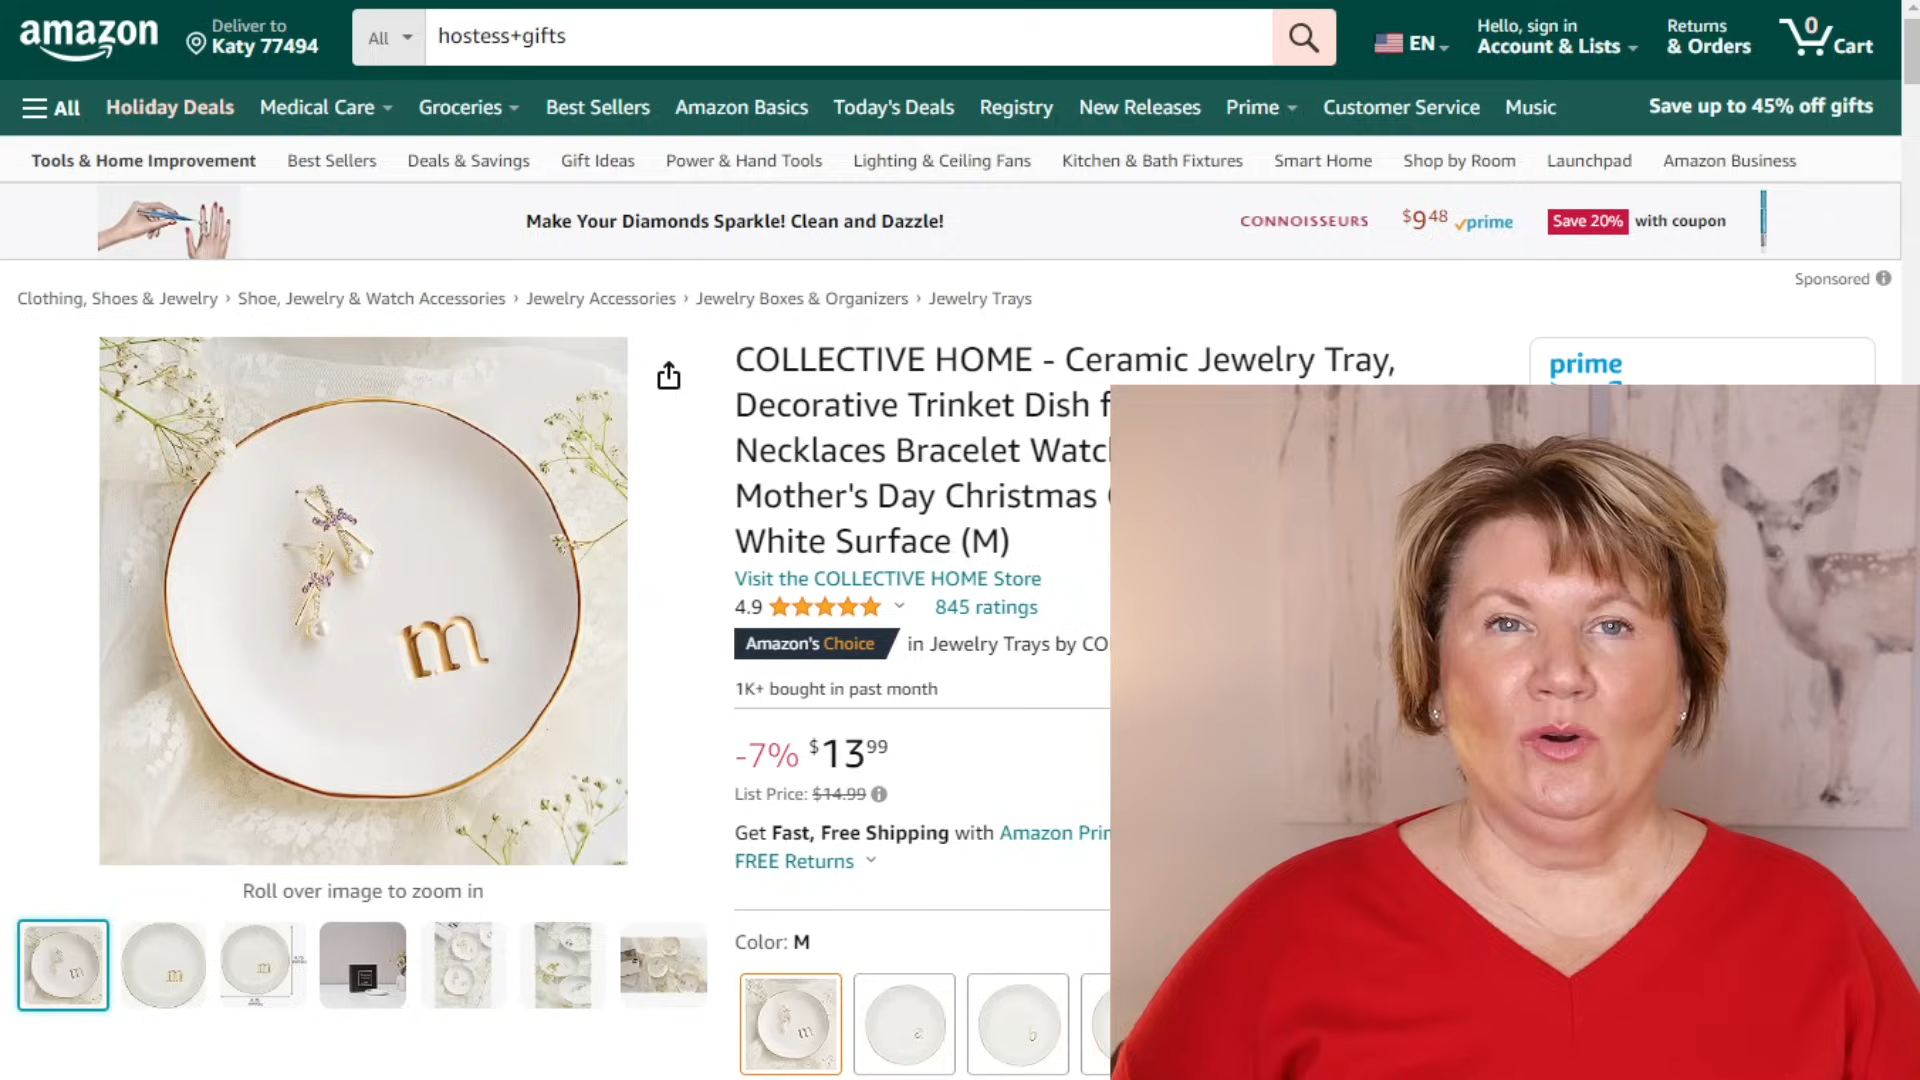 amazon
Deliver to
Katy 77494
All
hostess+gifts
EN
Hello, sign in
Account & Lists
Returns
& Orders
0
Cart
All
Holiday Deals
Medical Care
Groceries
Best Sellers
Amazon Basics
Today's Deals
Registry
New Releases
Prime
Customer Service
Music
Save up to 45% off gifts
Tools & Home Improvement
Best Sellers
Deals & Savings
Gift Ideas
Power & Hand Tools
Lighting & Ceiling Fans
Kitchen & Bath Fixtures
Smart Home
Shop by Room
Launchpad
Amazon Business
Make Your Diamonds Sparkle! Clean and Dazzle!
CONNOISSEURS
$9 48 prime
Save 20% with coupon
Sponsored
Clothing, Shoes & Jewelry › Shoe, Jewelry & Watch Accessories › Jewelry Accessories › Jewelry Boxes & Organizers › Jewelry Trays
m
Roll over image to zoom in
COLLECTIVE HOME - Ceramic Jewelry Tray,
Decorative Trinket Dish
Necklaces Bracelet
Mother's Day Christmas
White Surface (M)
Visit the COLLECTIVE HOME Store
4.9
845 ratings
Amazon's Choice
in Jewelry Trays by
1K+ bought in past month
-7% $13 99
List Price: $14.99
Get Fast, Free Shipping with Amazon
FREE Returns
Color: M
m
a
b
prime